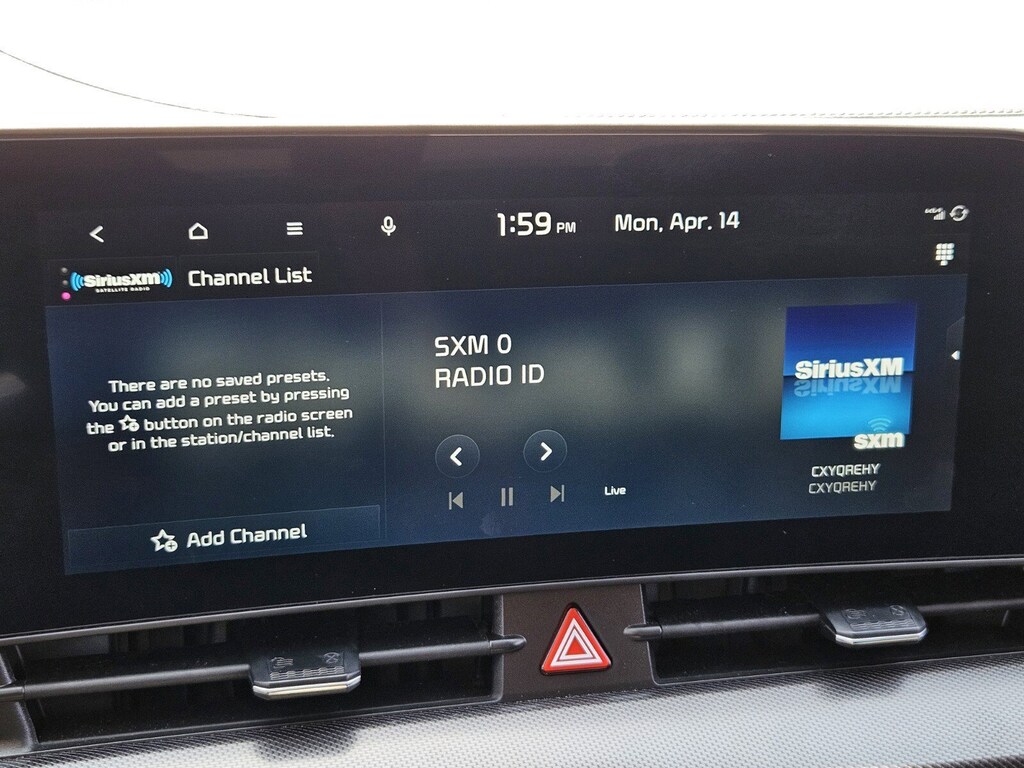 1:59 PM Mon, Apr. 14
SiriusXM Channel List
SATELLITE RADIO
There are no saved presets.
You can add a preset by pressing
the button on the radio screen
or in the station/channel list.
Add Channel
SXM 0
RADIO ID
Live
SiriusXM
sxm
CXYQREHY
CXYQREHY